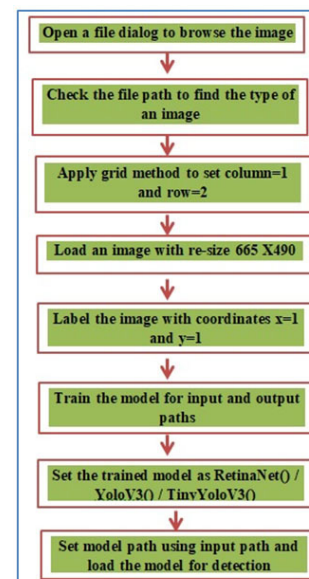 Open a file dialog to browse the image
Check the file path to find the type of
an image
Apply grid method to set column=1
and row=2
Load an image with re-size 665 X490
Label the image with coordinates x=1
and y=1
Train the model for input and output
paths
Set the trained model as RetinaNet() /
YoloV3() / TinyYoloV3()
Set model path using input path and
load the model for detection